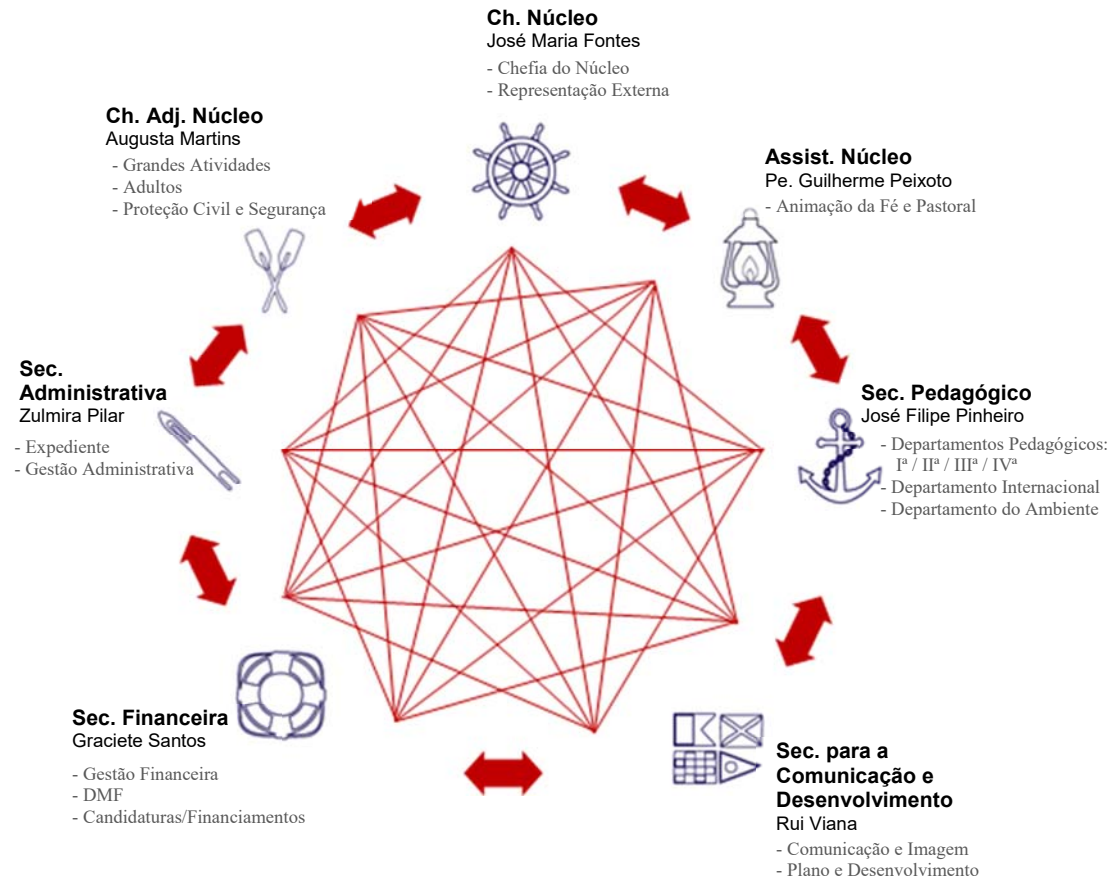 Ch. Núcleo
José Maria Fontes
- Chefia do Núcleo
- Representação Externa
Ch. Adj. Núcleo
Augusta Martins
- Grandes Atividades
- Adultos
- Proteção Civil e Segurança
Assist. Núcleo
Pe. Guilherme Peixoto
- Animação da Fé e Pastoral
Sec.
Administrativa
Zulmira Pilar
- Expediente
- Gestão Administrativa
Sec. Pedagógico
José Filipe Pinheiro
- Departamentos Pedagógicos:
Iª / IIª / IIIª / IVª
- Departamento Internacional
- Departamento do Ambiente
Sec. Financeira
Graciete Santos
- Gestão Financeira
- DMF
- Candidaturas/Financiamentos
Sec. para a
Comunicação e
Desenvolvimento
Rui Viana
- Comunicação e Imagem
- Plano e Desenvolvimento